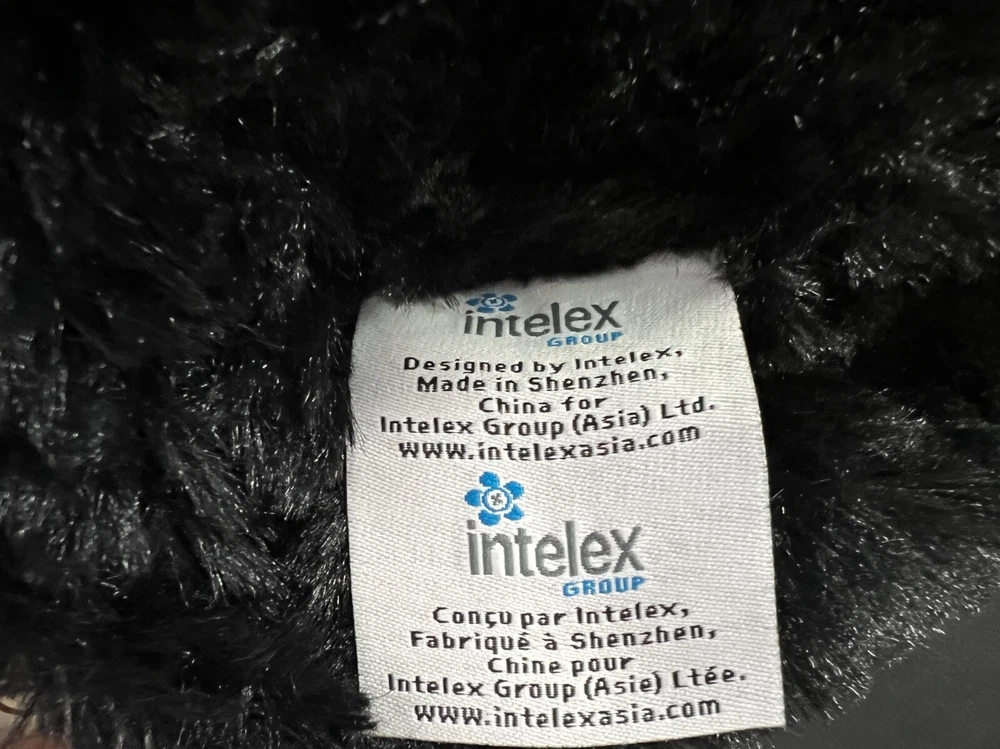 intelex
GROUP
Designed by Intelex,
Made in Shenzhen,
China for
Intelex Group (Asia) Ltd.
www.intelexasia.com
intelex
GROUP
Conçu par Intelex,
Fabriqué à Shenzhen,
Chine pour
Intelex Group (Asie) Ltée.
www.intelexasia.com